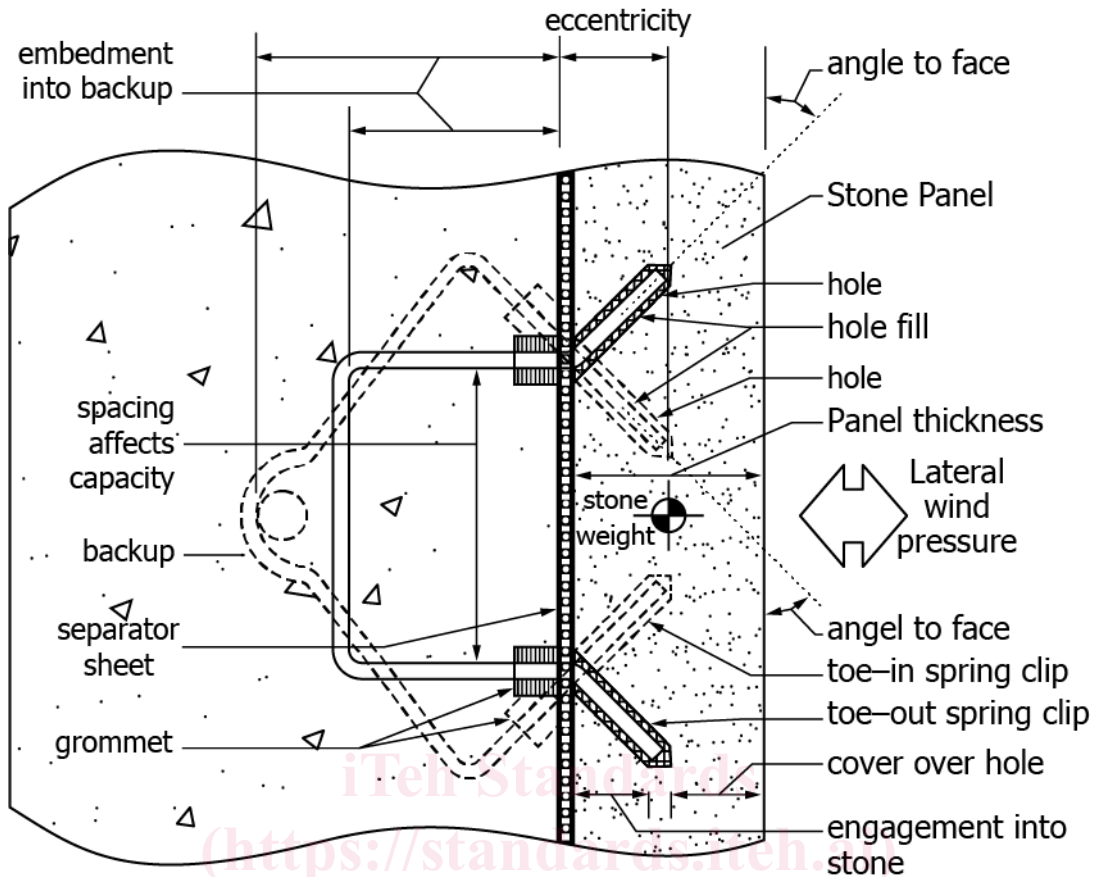 eccentricity
embedment
into backup
angle to face
Stone Panel
hole
hole fill
hole
Panel thickness
spacing
affects
capacity
stone
weight
Lateral
wind
pressure
backup
separator
sheet
angel to face
toe-in spring clip
toe-out spring clip
grommet
cover over hole
engagement into
stone
iTeh Standards
(https://standards.iteh.ai)